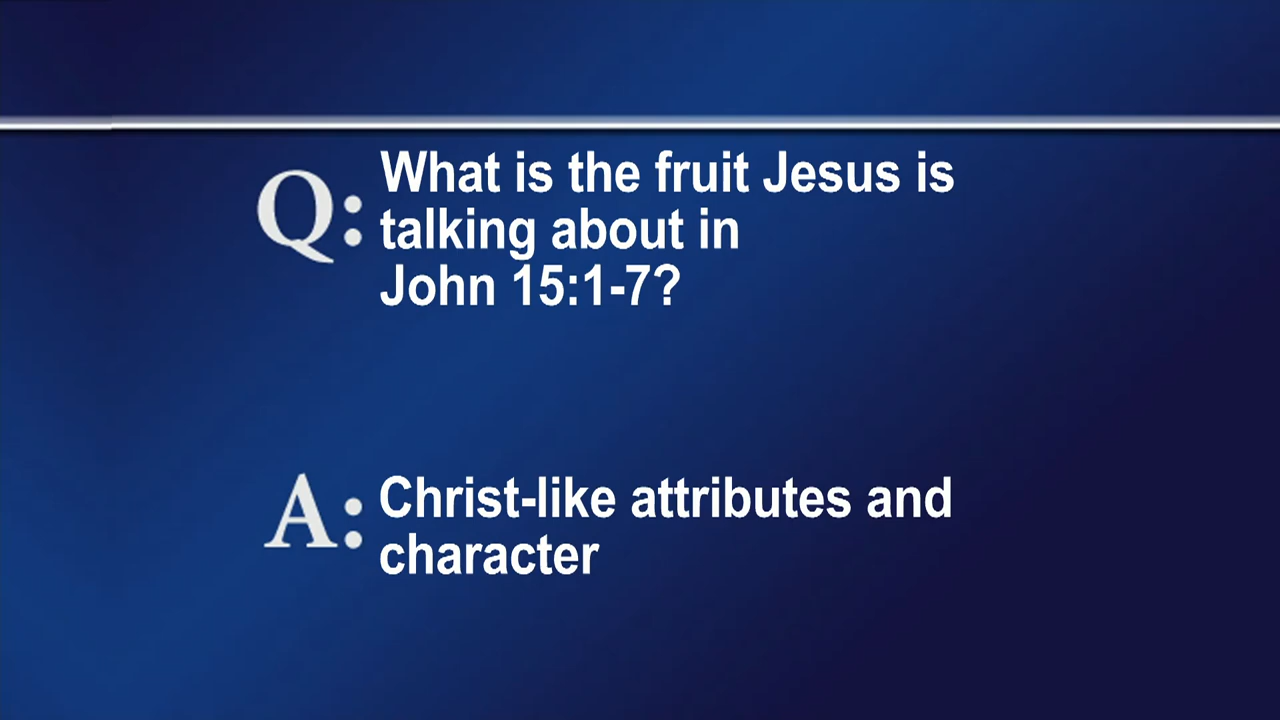 Q: What is the fruit Jesus is
talking about in
John 15:1-7?
A: Christ-like attributes and
character